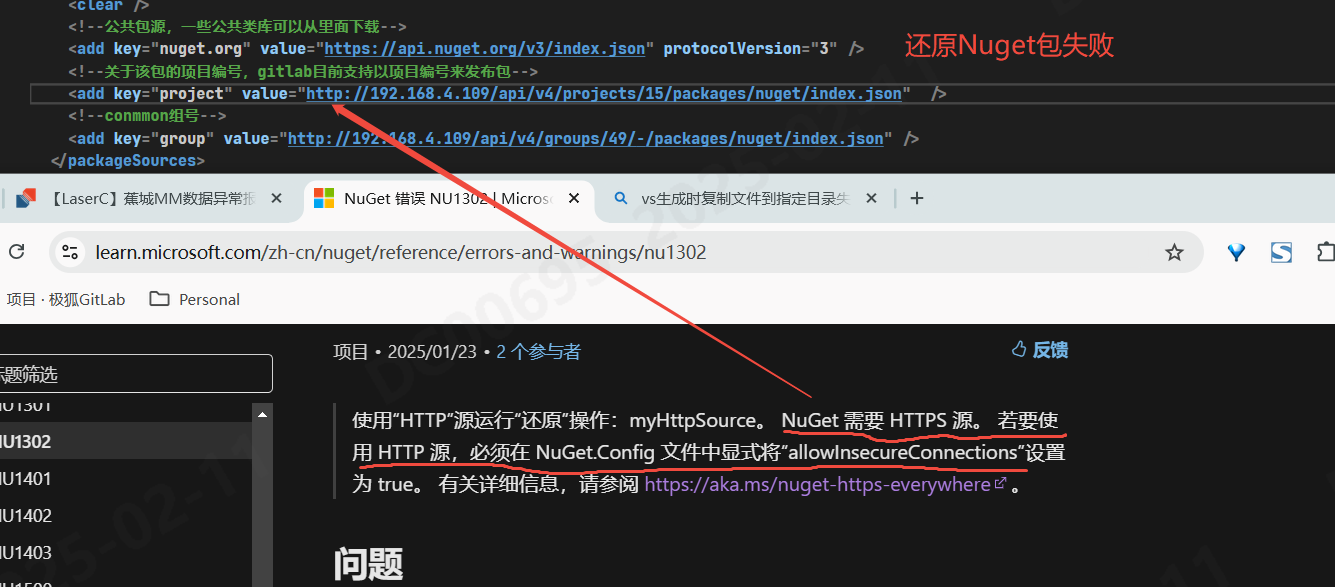 <clear />
<!--公共包源，一些公共类库可以从里面下载-->
<add key="nuget.org" value="https://api.nuget.org/v3/index.json" protocolVersion="3" />
还原Nuget包失败
<!--关于该包的项目编号，gitlab目前支持以项目编号来发布包-->
<add key="project" value="http://192.168.4.109/api/v4/projects/15/packages/nuget/index.json" />
<!--conmmon组号-->
<add key="group" value="http://192.168.4.109/api/v4/groups/49/-/packages/nuget/index.json" />
</packageSources>
【LaserC】蕉城MM数据异常报
NuGet 错误 NU1302 | Microso
vs生成时复制文件到指定目录失
learn.microsoft.com/zh-cn/nuget/reference/errors-and-warnings/nu1302
项目 · 极狐GitLab
Personal
项目 • 2025/01/23 • 2 个参与者
反馈
标题筛选
NU1301
NU1302
NU1401
NU1402
NU1403
使用“HTTP”源运行“还原”操作：myHttpSource。 NuGet 需要 HTTPS 源。 若要使
用 HTTP 源，必须在 NuGet.Config 文件中显式将“allowInsecureConnections”设置
为 true。 有关详细信息，请参阅 https://aka.ms/nuget-https-everywhere 。
问题